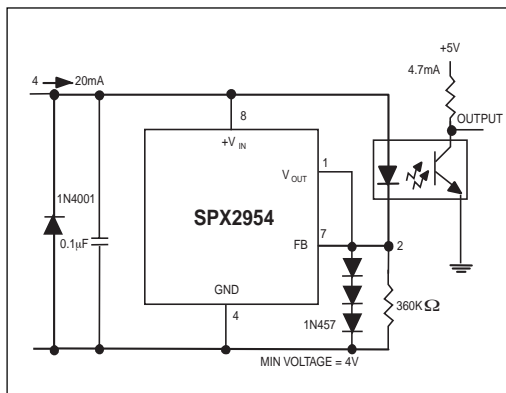 +5V
4.7mA
4 20mA
OUTPUT
8
+V IN
1
V OUT
1N4001
SPX2954
7
2
FB
0.1µF
GND
360KΩ
4
1N457
MIN VOLTAGE = 4V